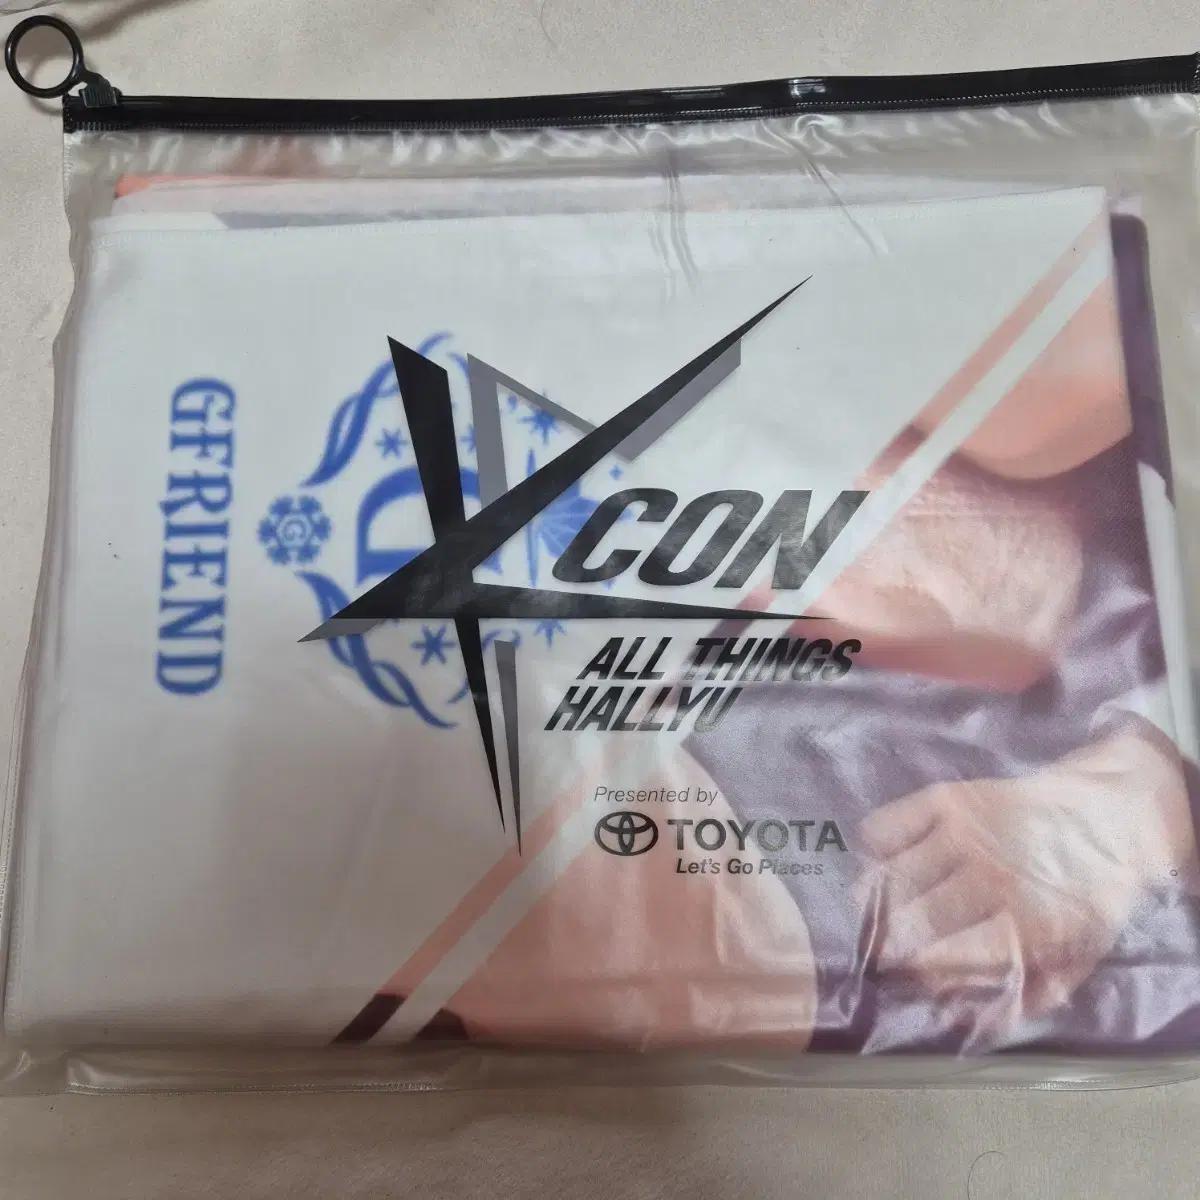 KCON
ALL THINGS
HALLYU
Presented by
TOYOTA
Let's Go Places
GFRIEND
G